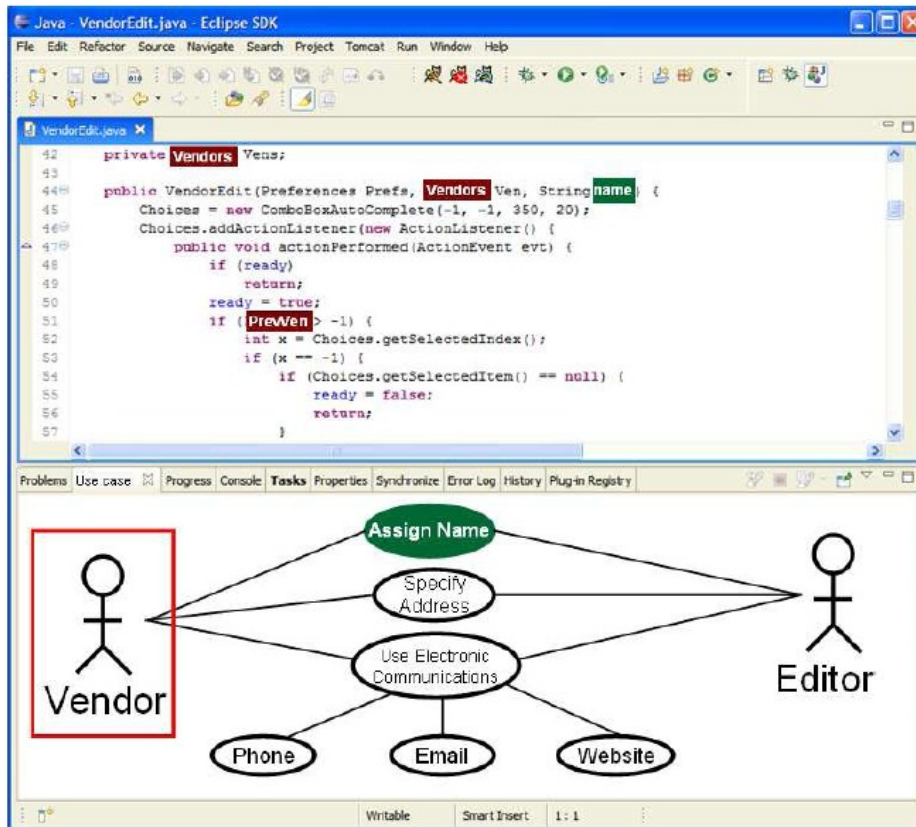 Java - VendorEdit.java - Eclipse SDK
File Edit Refactor Source Navigate Search Project Tomcat Run Window Help
VendorEdit.java
42 private Vendors Vens;
43
44 public VendorEdit(Preferences Prefs, Vendors Ven, String name) {
45 Choices = new ComboBoxAutoComplete(-1, -1, 350, 20);
46 Choices.addActionListener(new ActionListener() {
47 public void actionPerformed(ActionEvent evt) {
48 if (ready)
49 return;
50 ready = true;
51 if (PrevVen > -1) {
52 int x = Choices.getSelectedIndex();
53 if (x == -1) {
54 if (Choices.getSelectedItem() == null) {
55 ready = false;
56 return;
57 }
Problems Use case Progress Console Tasks Properties Synchronize Error Log History Plug-in Registry
Assign Name
Specify
Address
Use Electronic
Communications
Vendor
Editor
Phone Email Website
Writable Smart Insert 1 : 1